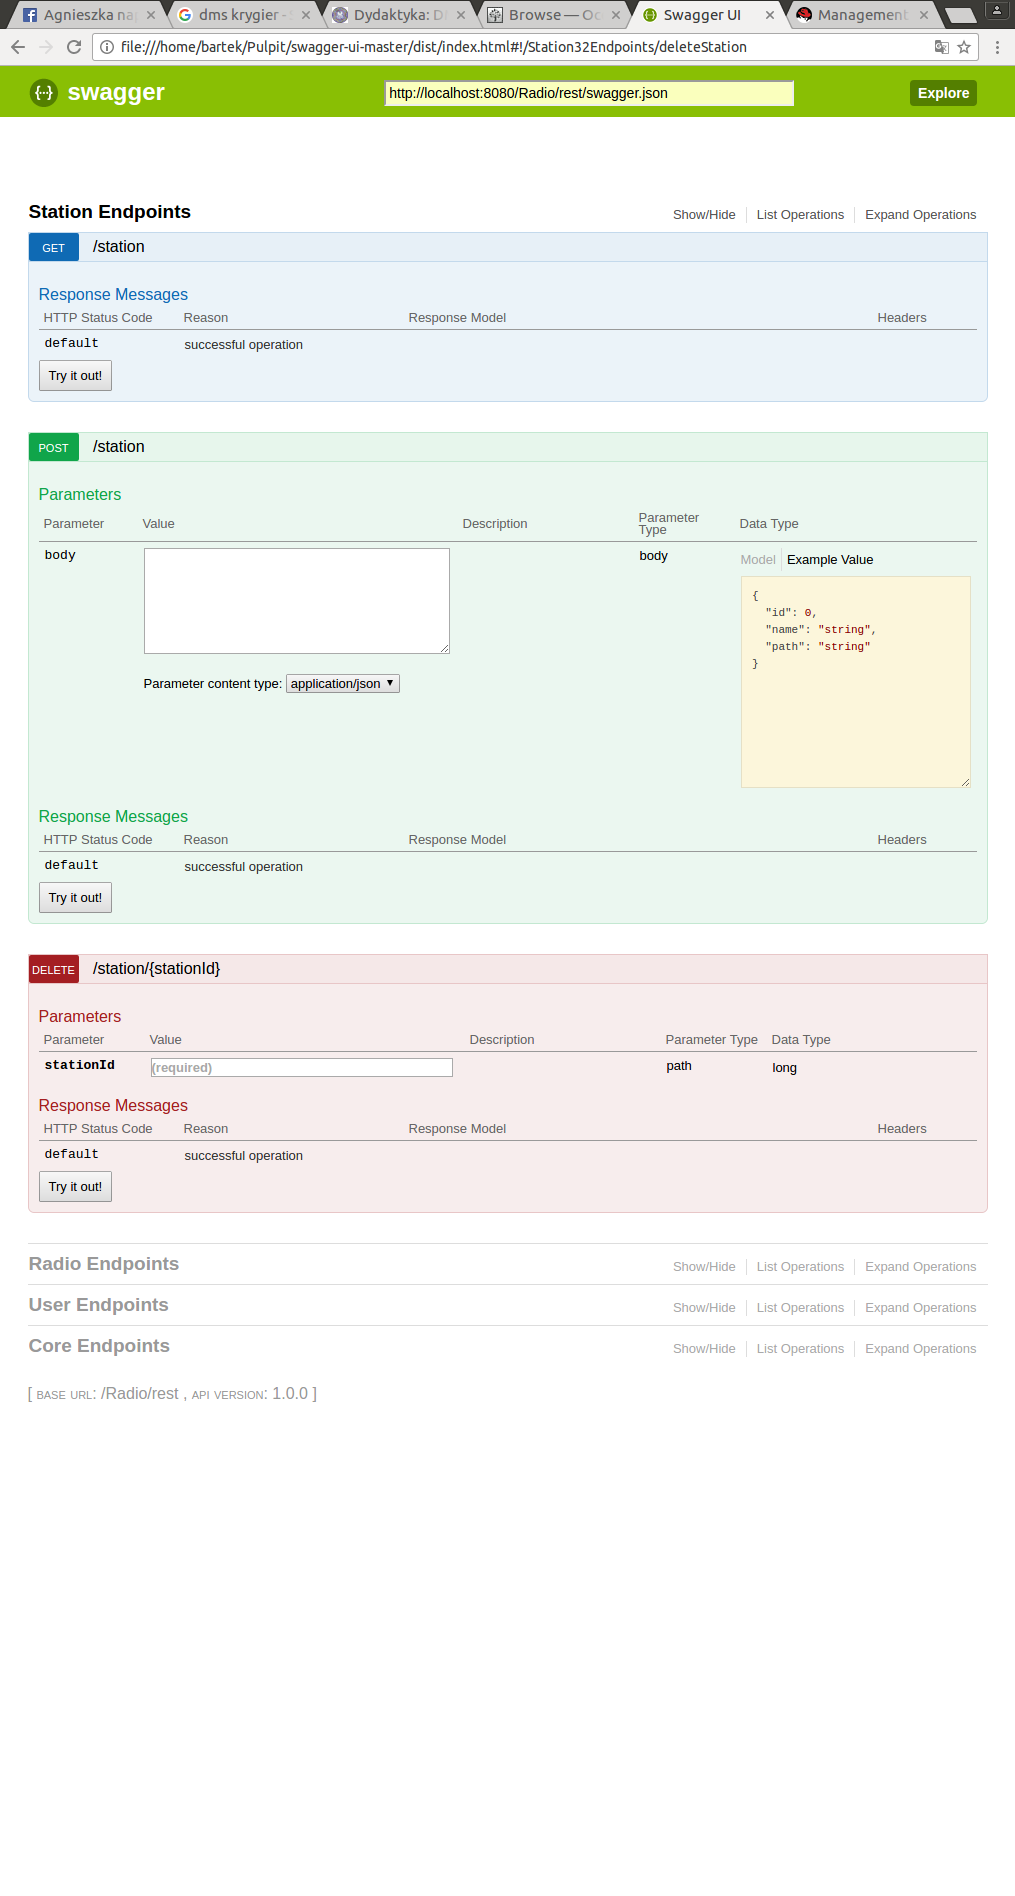 Agnieszka na
dms krygier - S
Dydaktyka: D
Browse — Oc
Swagger UI
Management
file:///home/bartek/Pulpit/swagger-ui-master/dist/index.html#!/Station32Endpoints/deleteStation
{···} swagger
http://localhost:8080/Radio/rest/swagger.json
Explore
Station Endpoints
Show/Hide
List Operations
Expand Operations
GET
/station
Response Messages
HTTP Status Code Reason Response Model Headers
default successful operation
Try it out!
POST
/station
Parameters
Parameter Value Description Parameter Type Data Type
body body
Model Example Value
{
"id": 0,
"name": "string",
"path": "string"
}
Parameter content type: application/json
Response Messages
HTTP Status Code Reason Response Model Headers
default successful operation
Try it out!
DELETE
/station/{stationId}
Parameters
Parameter Value Description Parameter Type Data Type
stationId (required) path long
Response Messages
HTTP Status Code Reason Response Model Headers
default successful operation
Try it out!
Radio Endpoints
Show/Hide
List Operations
Expand Operations
User Endpoints
Show/Hide
List Operations
Expand Operations
Core Endpoints
Show/Hide
List Operations
Expand Operations
[ BASE URL: /Radio/rest , API VERSION: 1.0.0 ]